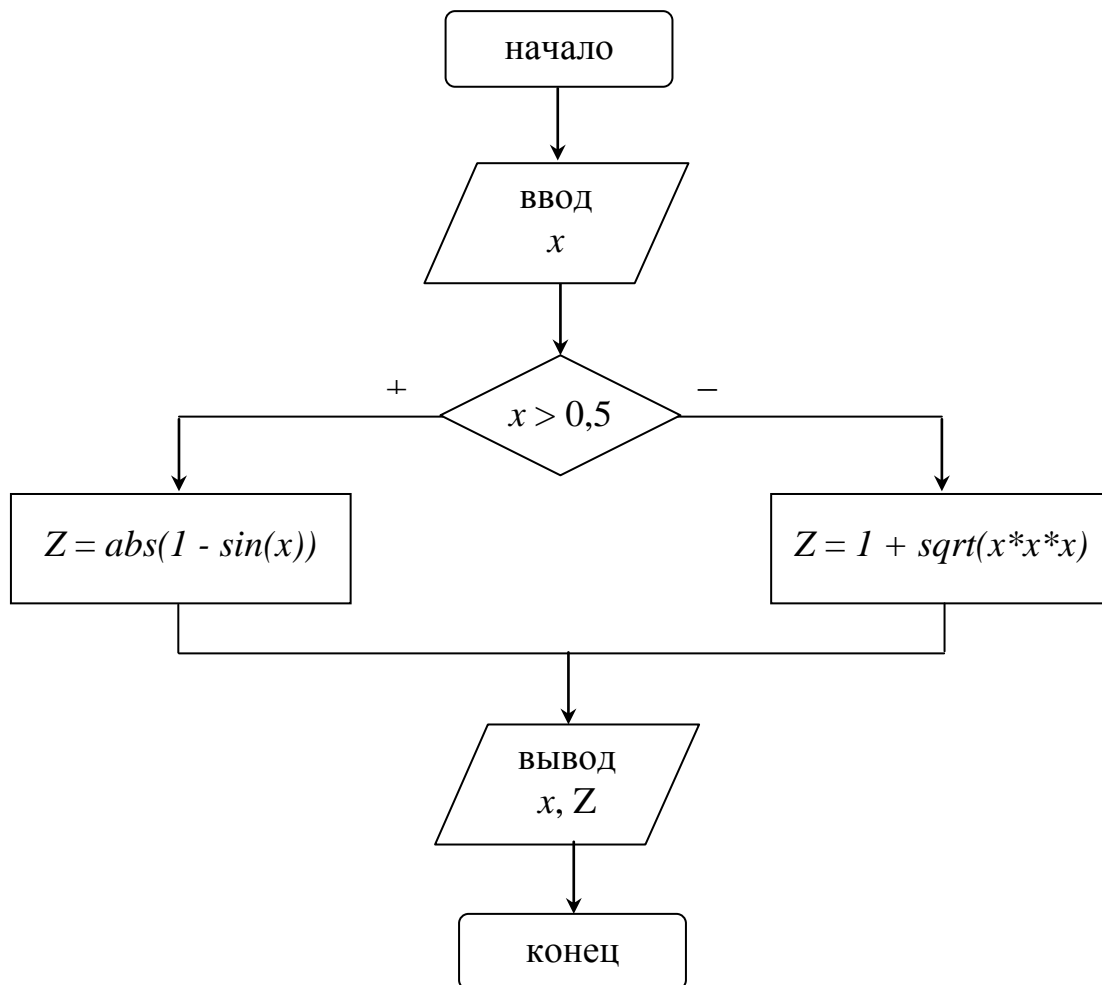 начало
ввод
x
+
–
x > 0,5
Z = abs(1 - sin(x))
Z = 1 + sqrt(x*x*x)
вывод
x, Z
конец